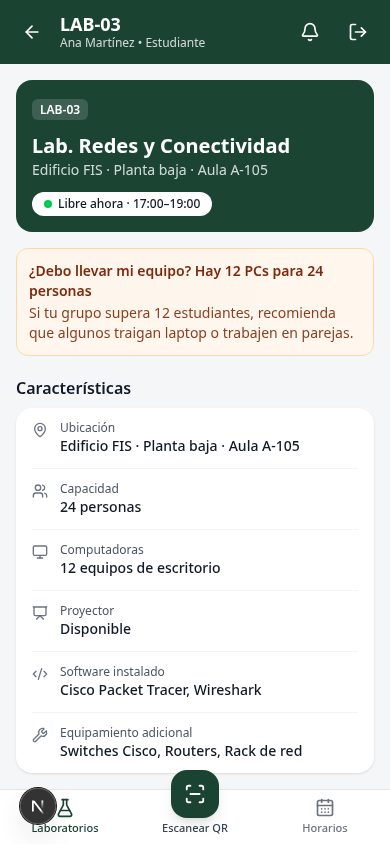 LAB-03
Ana Martínez • Estudiante
LAB-03
Lab. Redes y Conectividad
Edificio FIS · Planta baja · Aula A-105
Libre ahora · 17:00–19:00
¿Debo llevar mi equipo? Hay 12 PCs para 24
personas
Si tu grupo supera 12 estudiantes, recomienda
que algunos traigan laptop o trabajen en parejas.
Características
Ubicación
Edificio FIS · Planta baja · Aula A-105
Capacidad
24 personas
Computadoras
12 equipos de escritorio
Proyector
Disponible
Software instalado
Cisco Packet Tracer, Wireshark
Equipamiento adicional
Switches Cisco, Routers, Rack de red
N
Laboratorios
Escanear QR
Horarios